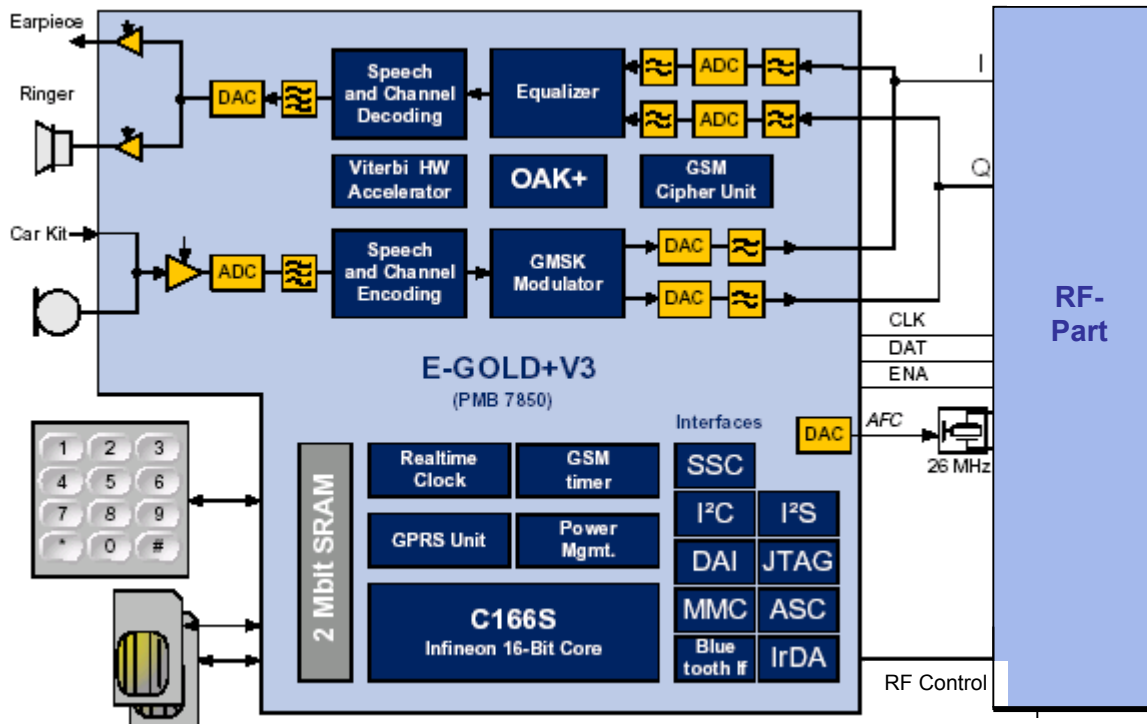 Earpiece
Ringer
Car Kit
DAC
Speech
and Channel
Decoding
Equalizer
ADC
ADC
I
Q
Viterbi HW
Accelerator
OAK+
GSM
Cipher Unit
ADC
Speech
and Channel
Encoding
GMSK
Modulator
DAC
DAC
RF-
Part
CLK
DAT
ENA
E-GOLD+V3
(PMB 7850)
Interfaces
DAC
AFC
26 MHz
1 2 3
4 5 6
7 8 9
* 0 #
2 Mbit SRAM
Realtime
Clock
GSM
timer
GPRS Unit
Power
Mgmt.
C166S
Infineon 16-Bit Core
SSC
I²C I²S
DAI JTAG
MMC ASC
Blue
tooth If
IrDA
RF Control